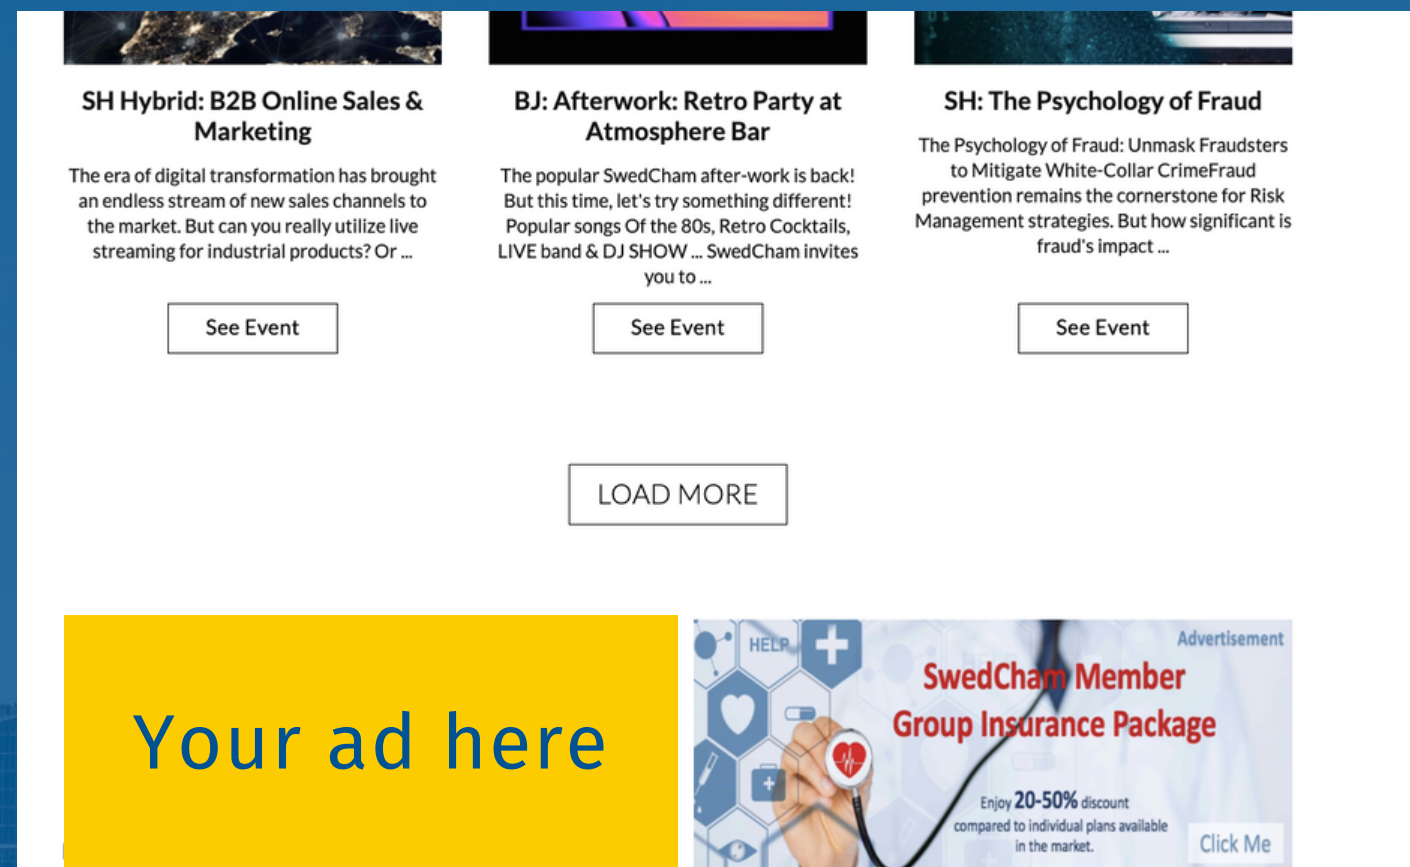 SH Hybrid: B2B Online Sales &
Marketing
The era of digital transformation has brought
an endless stream of new sales channels to
the market. But can you really utilize live
streaming for industrial products? Or ...
See Event
BJ: Afterwork: Retro Party at
Atmosphere Bar
The popular SwedCham after-work is back!
But this time, let's try something different!
Popular songs Of the 80s, Retro Cocktails,
LIVE band & DJ SHOW ... SwedCham invites
you to ...
See Event
SH: The Psychology of Fraud
The Psychology of Fraud: Unmask Fraudsters
to Mitigate White-Collar CrimeFraud
prevention remains the cornerstone for Risk
Management strategies. But how significant is
fraud's impact ...
See Event
LOAD MORE
Your ad here
HELP
Advertisement
SwedCham Member
Group Insurance Package
Enjoy 20-50% discount
compared to individual plans available
in the market.
Click Me